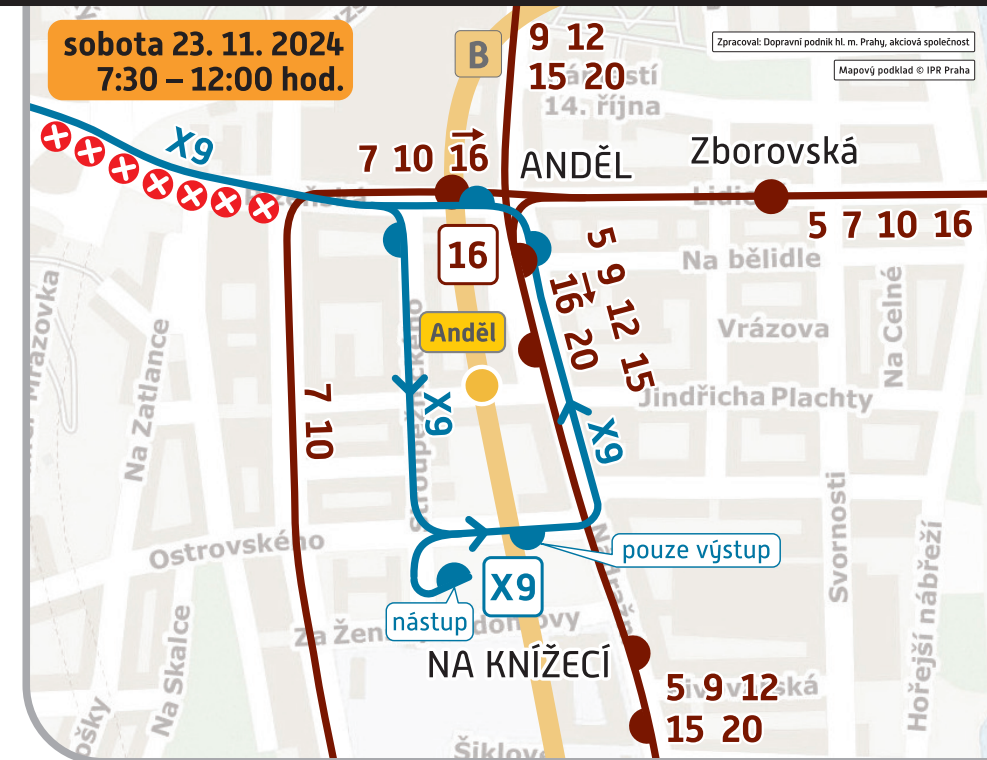 sobota 23. 11. 2024
7:30 – 12:00 hod.
B
9 12
15 20
Zpracoval: Dopravní podnik hl. m. Prahy, akciová společnost
Mapový podklad © IPR Praha
14. října
X9
7 10 16
ANDĚL
Zborovská
5 7 10 16
16
Na bělidle
5 9 12 15
16 20
Anděl
Vrázova
Na Celné
Mrázovka
Na Zatlance
Jindřicha Plachty
7 10
X9
X9
Stroupežnického
Ostrovského
pouze výstup
Svornosti
Hořejší nábřeží
X9
nástup
Na Skalce
NA KNÍŽECÍ
5 9 12
15 20